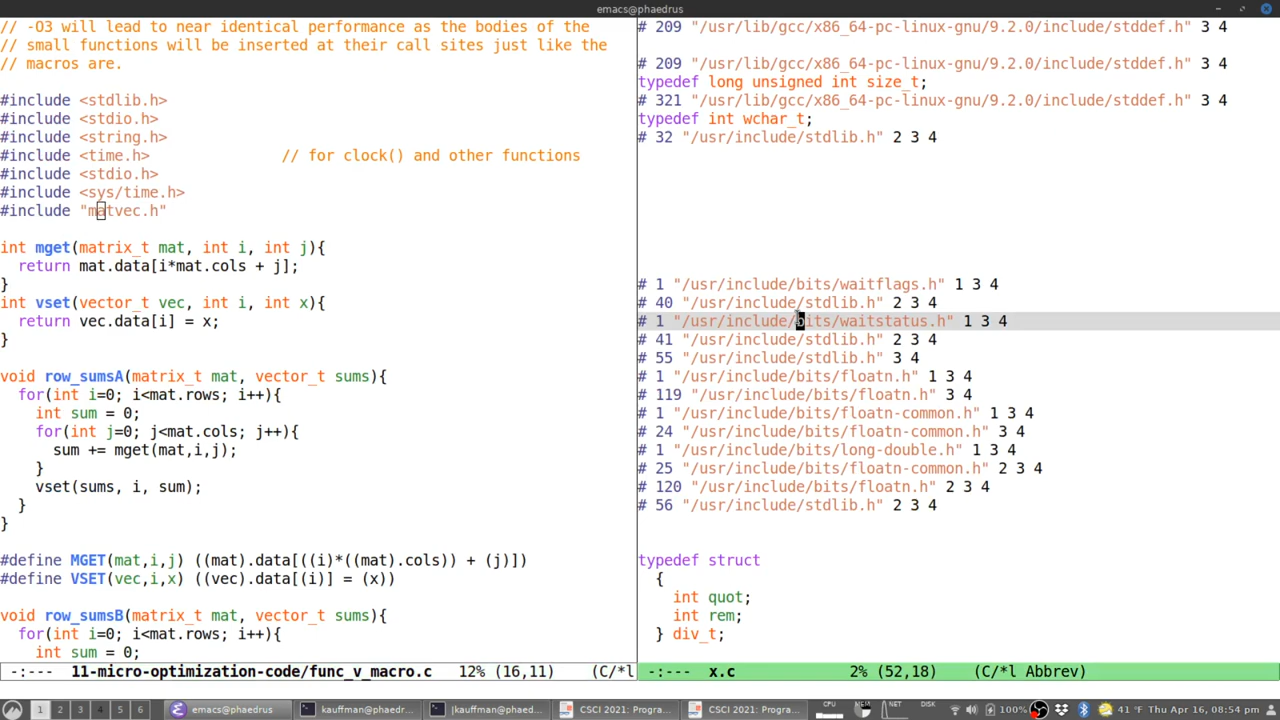 emacs@phaedrus
// -O3 will lead to near identical performance as the bodies of the
// small functions will be inserted at their call sites just like the
// macros are.
#include <stdlib.h>
#include <stdio.h>
#include <string.h>
#include <time.h>               // for clock() and other functions
#include <stdio.h>
#include <sys/time.h>
#include "matvec.h"
int mget(matrix_t mat, int i, int j){
  return mat.data[i*mat.cols + j];
}
int vset(vector_t vec, int i, int x){
  return vec.data[i] = x;
}
void row_sumsA(matrix_t mat, vector_t sums){
  for(int i=0; i<mat.rows; i++){
    int sum = 0;
    for(int j=0; j<mat.cols; j++){
      sum += mget(mat,i,j);
    }
    vset(sums, i, sum);
  }
}
#define MGET(mat,i,j) ((mat).data[((i)*((mat).cols)) + (j)])
#define VSET(vec,i,x) ((vec).data[(i)] = (x))
void row_sumsB(matrix_t mat, vector_t sums){
  for(int i=0; i<mat.rows; i++){
    int sum = 0;
-:---  11-micro-optimization-code/func_v_macro.c   12% (16,11)    (C/*l
# 209 "/usr/lib/gcc/x86_64-pc-linux-gnu/9.2.0/include/stddef.h" 3 4
# 209 "/usr/lib/gcc/x86_64-pc-linux-gnu/9.2.0/include/stddef.h" 3 4
typedef long unsigned int size_t;
# 321 "/usr/lib/gcc/x86_64-pc-linux-gnu/9.2.0/include/stddef.h" 3 4
typedef int wchar_t;
# 32 "/usr/include/stdlib.h" 2 3 4
# 1 "/usr/include/bits/waitflags.h" 1 3 4
# 40 "/usr/include/stdlib.h" 2 3 4
# 1 "/usr/include/bits/waitstatus.h" 1 3 4
# 41 "/usr/include/stdlib.h" 2 3 4
# 55 "/usr/include/stdlib.h" 3 4
# 1 "/usr/include/bits/floatn.h" 1 3 4
# 119 "/usr/include/bits/floatn.h" 3 4
# 1 "/usr/include/bits/floatn-common.h" 1 3 4
# 24 "/usr/include/bits/floatn-common.h" 3 4
# 1 "/usr/include/bits/long-double.h" 1 3 4
# 25 "/usr/include/bits/floatn-common.h" 2 3 4
# 120 "/usr/include/bits/floatn.h" 2 3 4
# 56 "/usr/include/stdlib.h" 2 3 4
typedef struct
  {
    int quot;
    int rem;
  } div_t;
-:---  x.c             2% (52,18)    (C/*l Abbrev)
1 2 3 4 5 6 emacs@phaedrus kauffman@phaedr... [kauffman@phaedr... CSCI 2021: Progra... CSCI 2021: Progra... CPU MEM NET DISK 100% 41 °F Thu Apr 16, 08:54 pm